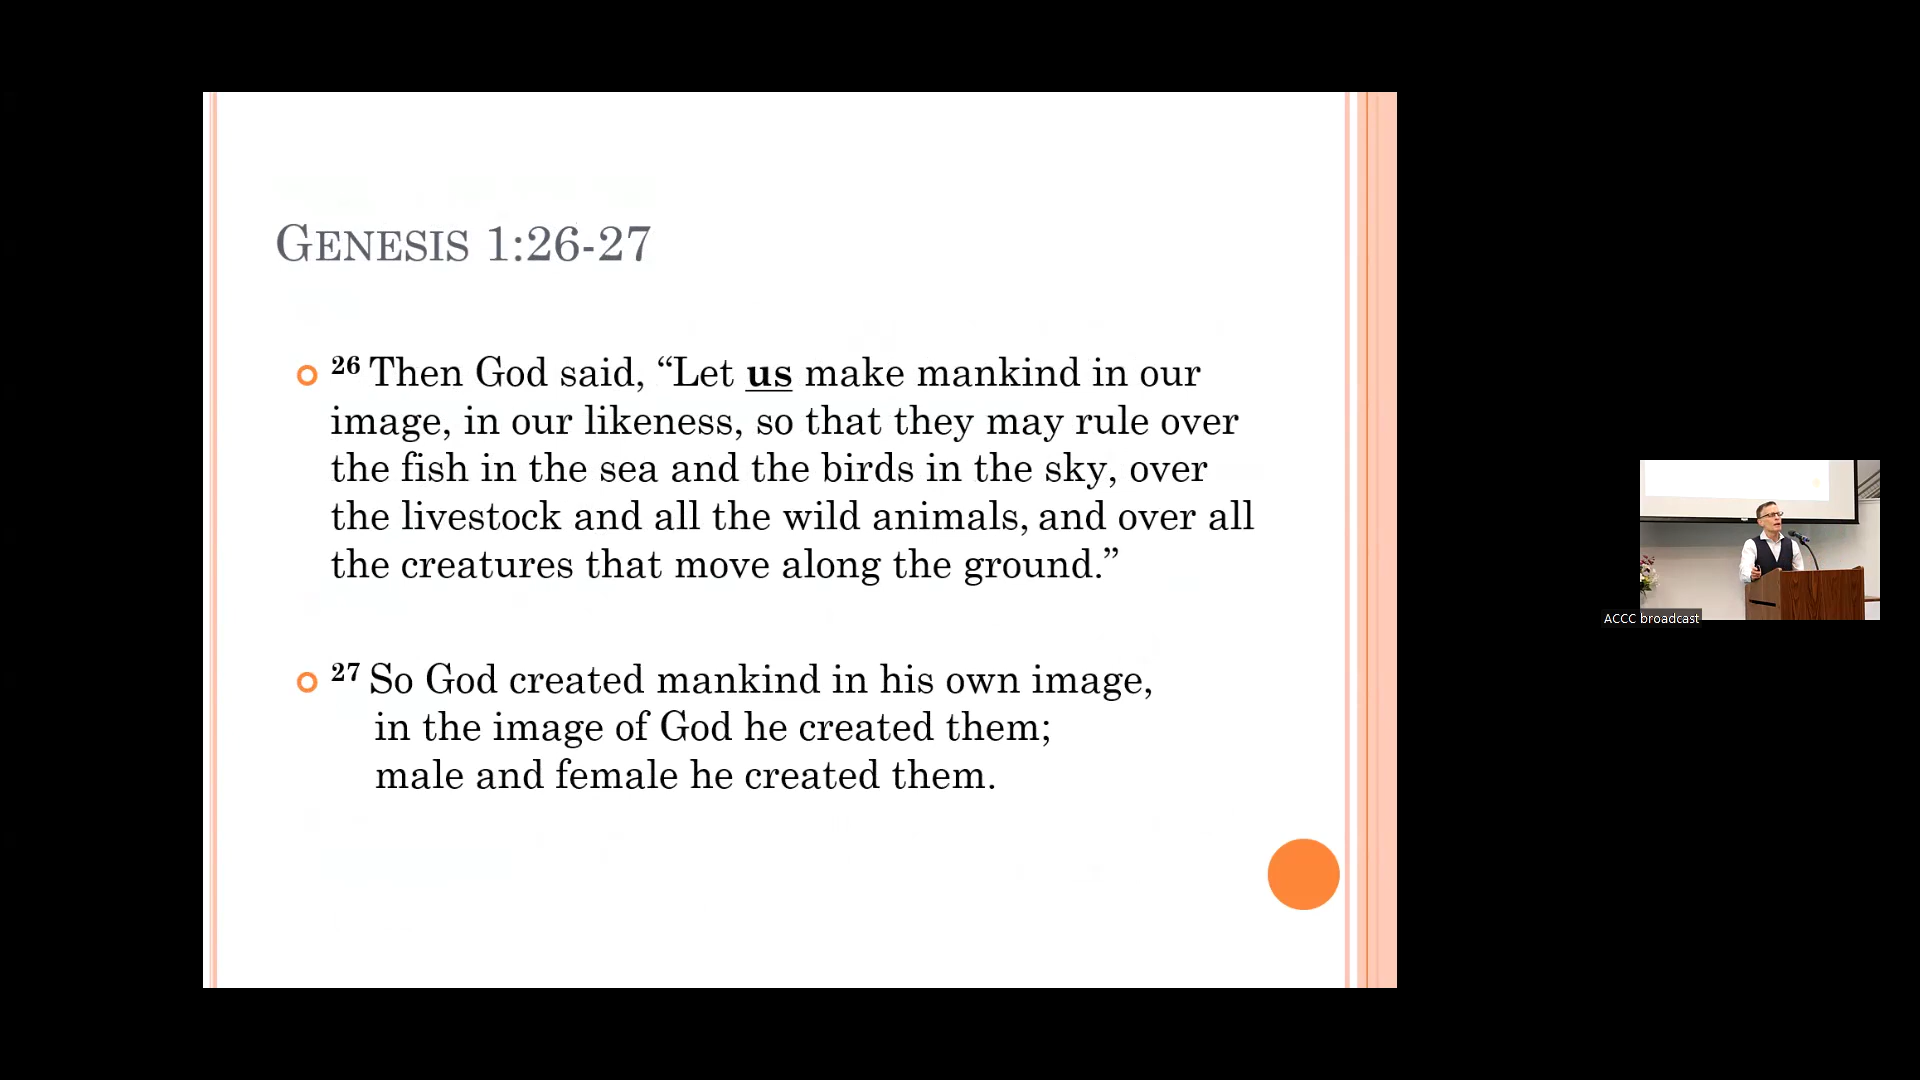 GENESIS 1:26-27
26 Then God said, “Let us make mankind in our
image, in our likeness, so that they may rule over
the fish in the sea and the birds in the sky, over
the livestock and all the wild animals, and over all
the creatures that move along the ground.”
27 So God created mankind in his own image,
in the image of God he created them;
male and female he created them.
ACCC broadcast